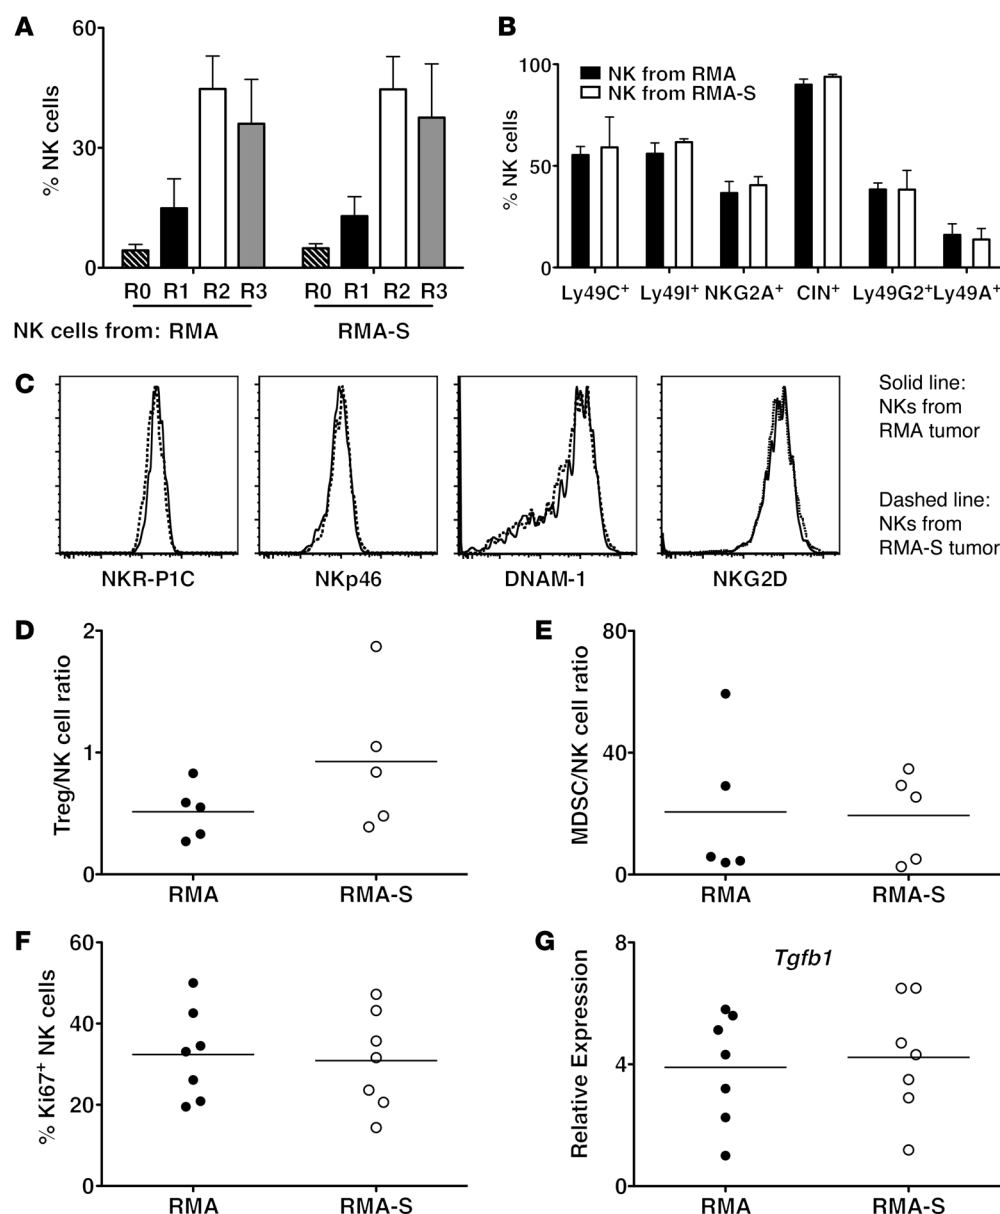 A
60
30
0
% NK cells
R0 R1 R2 R3 R0 R1 R2 R3
NK cells from: RMA RMA-S
B
100
50
0
% NK cells
NK from RMA
NK from RMA-S
Ly49C⁺ Ly49I⁺ NKG2A⁺ CIN⁺ Ly49G2⁺ Ly49A⁺
C
NKR-P1C NKp46 DNAM-1 NKG2D
Solid line:
NKs from
RMA tumor
Dashed line:
NKs from
RMA-S tumor
D
2
1
0
Treg/NK cell ratio
RMA RMA-S
E
80
40
0
MDSC/NK cell ratio
RMA RMA-S
F
60
40
20
0
% Ki67⁺ NK cells
RMA RMA-S
G
8
4
0
Relative Expression
Tgfb1
RMA RMA-S